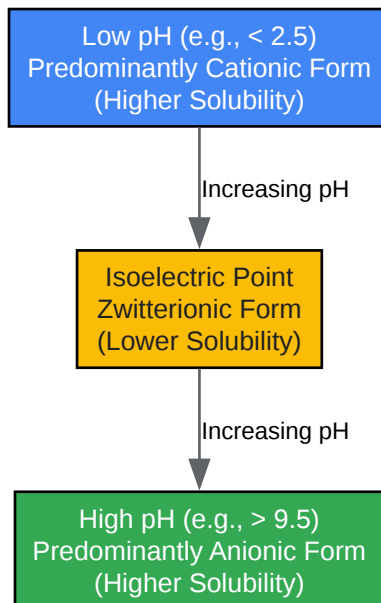 Low pH (e.g., < 2.5)
Predominantly Cationic Form
(Higher Solubility)
Increasing pH
Isoelectric Point
Zwitterionic Form
(Lower Solubility)
Increasing pH
High pH (e.g., > 9.5)
Predominantly Anionic Form
(Higher Solubility)